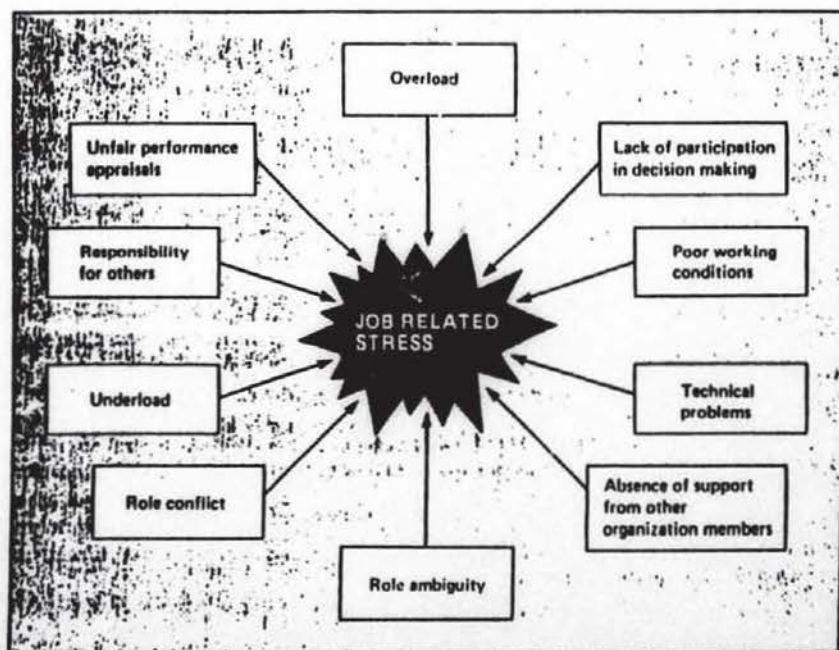 Overload
Unfair performance
appraisals
Lack of participation
in decision making
Responsibility
for others
Poor working
conditions
JOB RELATED
STRESS
Underload
Technical
problems
Role conflict
Absence of support
from other
organization members
Role ambiguity